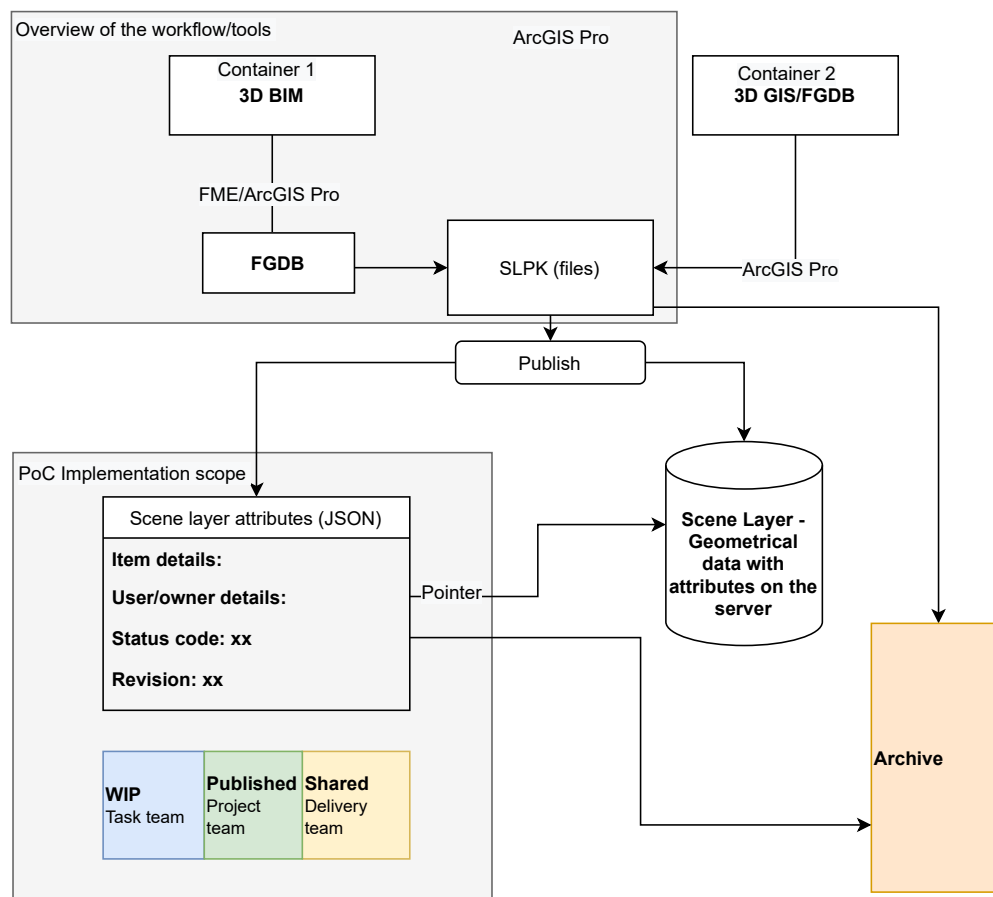 Overview of the workflow/tools
ArcGIS Pro
Container 1
3D BIM
Container 2
3D GIS/FGDB
FME/ArcGIS Pro
FGDB
SLPK (files)
ArcGIS Pro
Publish
PoC Implementation scope
Scene layer attributes (JSON)
Item details:
User/owner details:
Status code: xx
Revision: xx
Pointer
Scene Layer -
Geometrical
data with
attributes on the
server
Archive
WIP
Task team
Published
Project
team
Shared
Delivery
team